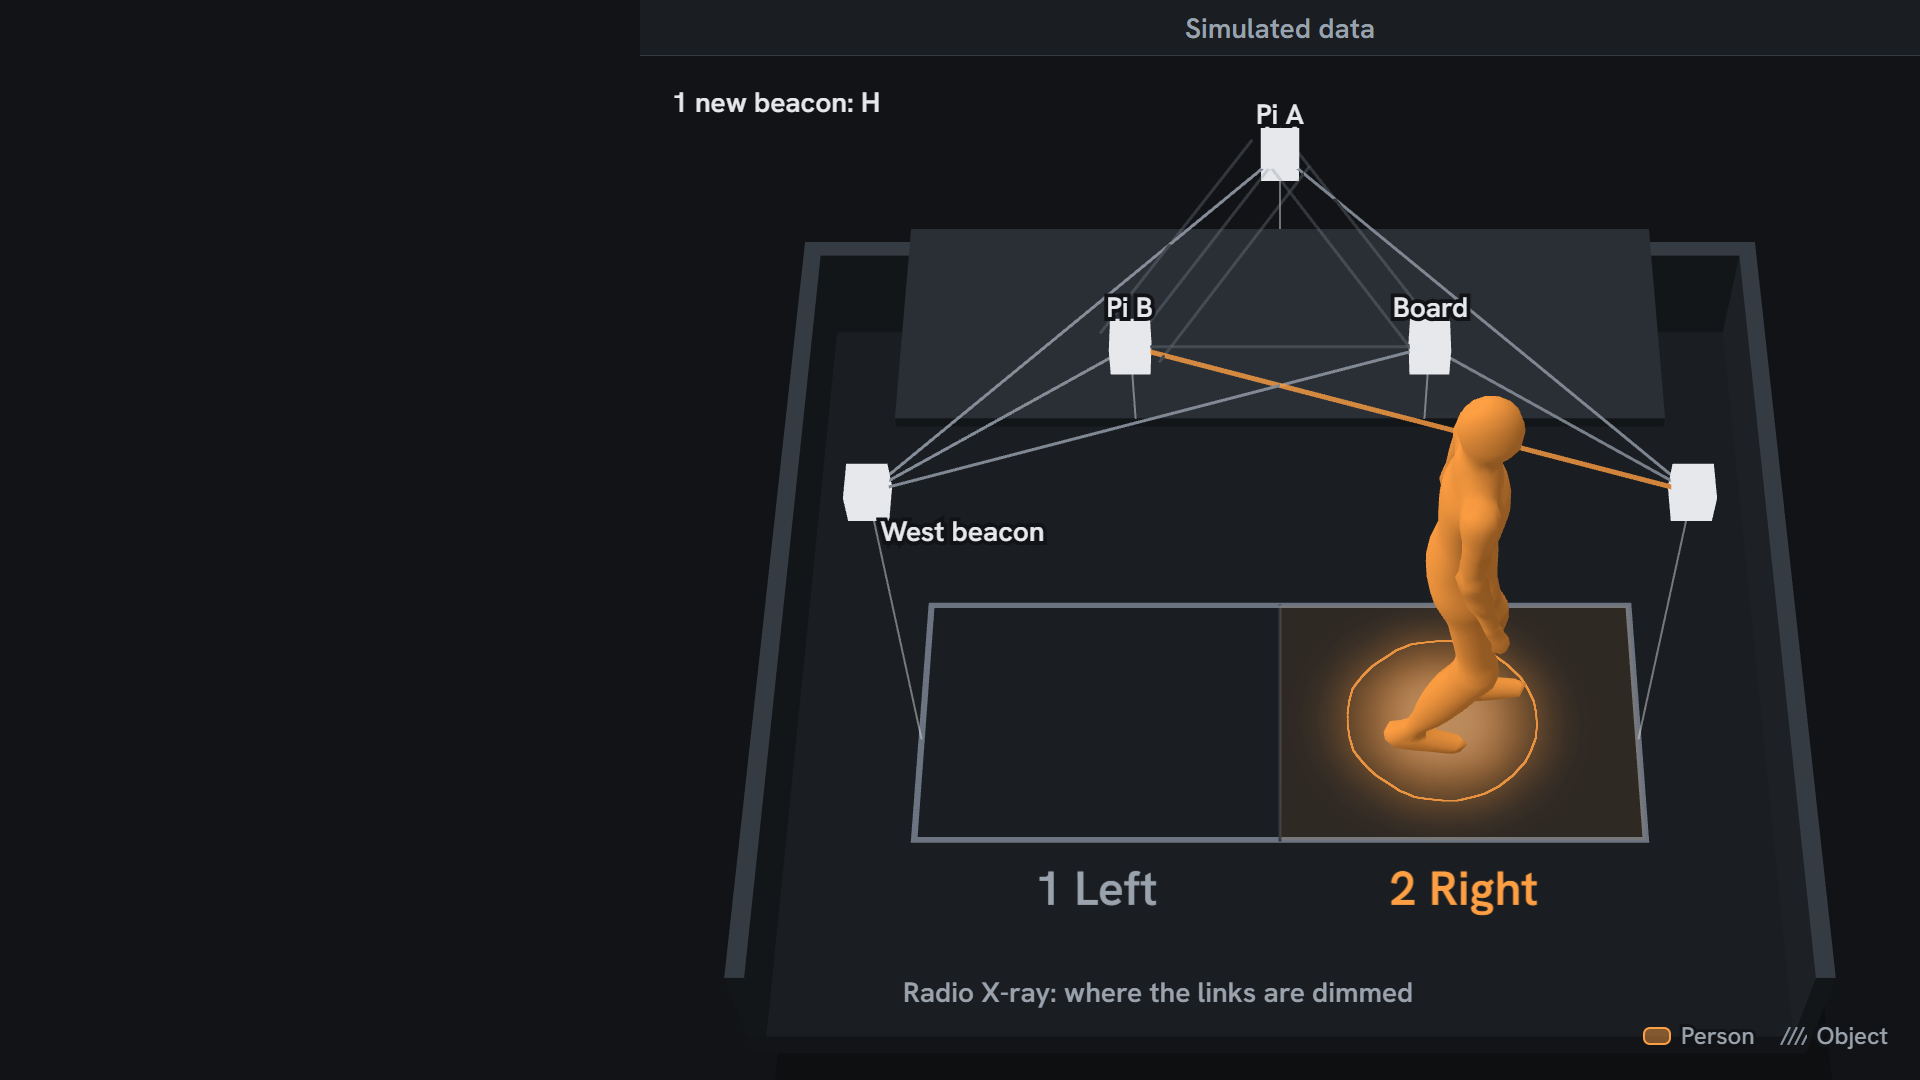 Simulated data
1 new beacon: H
Pi A
Pi B
Board
West beacon
1 Left
2 Right
Radio X-ray: where the links are dimmed
Person
Object